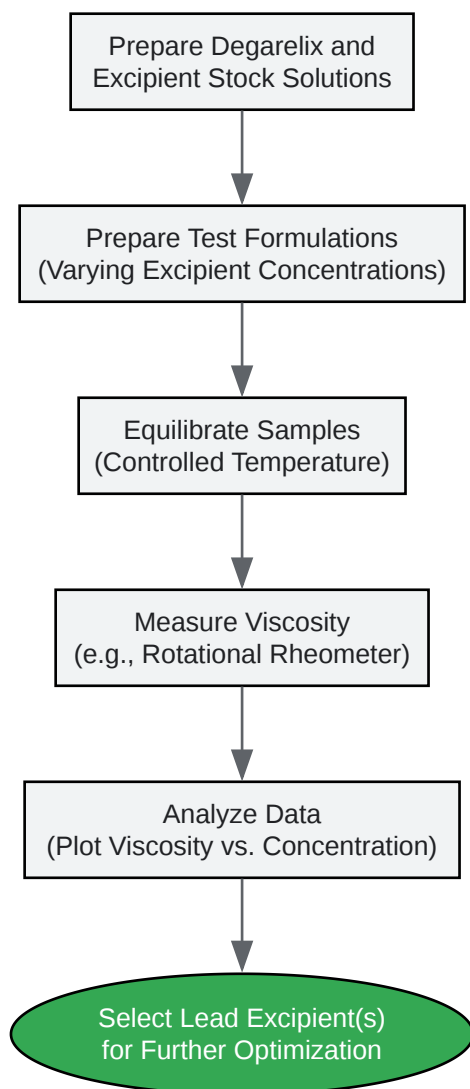 Prepare Degarelix and
Excipient Stock Solutions
Prepare Test Formulations
(Varying Excipient Concentrations)
Equilibrate Samples
(Controlled Temperature)
Measure Viscosity
(e.g., Rotational Rheometer)
Analyze Data
(Plot Viscosity vs. Concentration)
Select Lead Excipient(s)
for Further Optimization